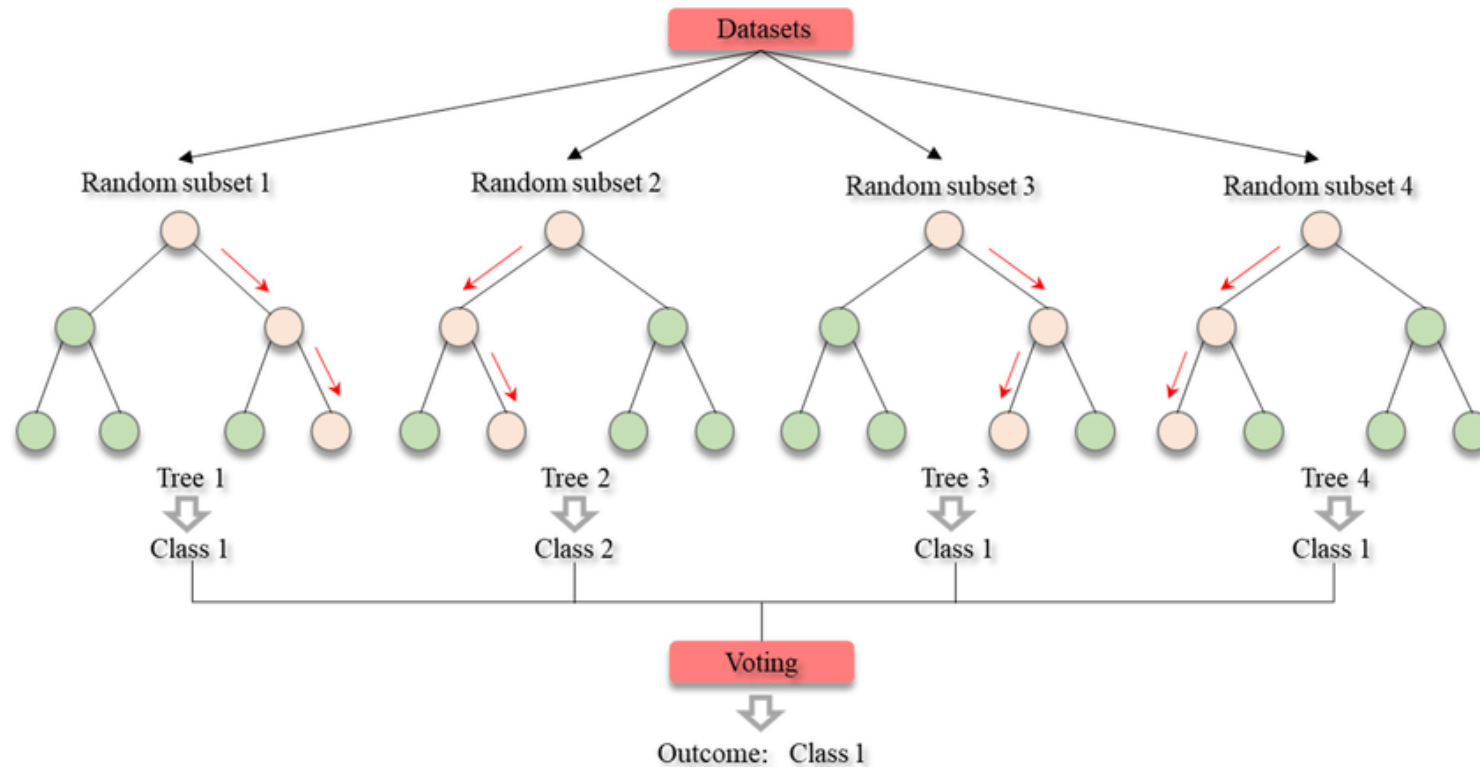 Datasets
Random subset 1
Random subset 2
Random subset 3
Random subset 4
Tree 1
Tree 2
Tree 3
Tree 4
Class 1
Class 2
Class 1
Class 1
Voting
Outcome: Class 1